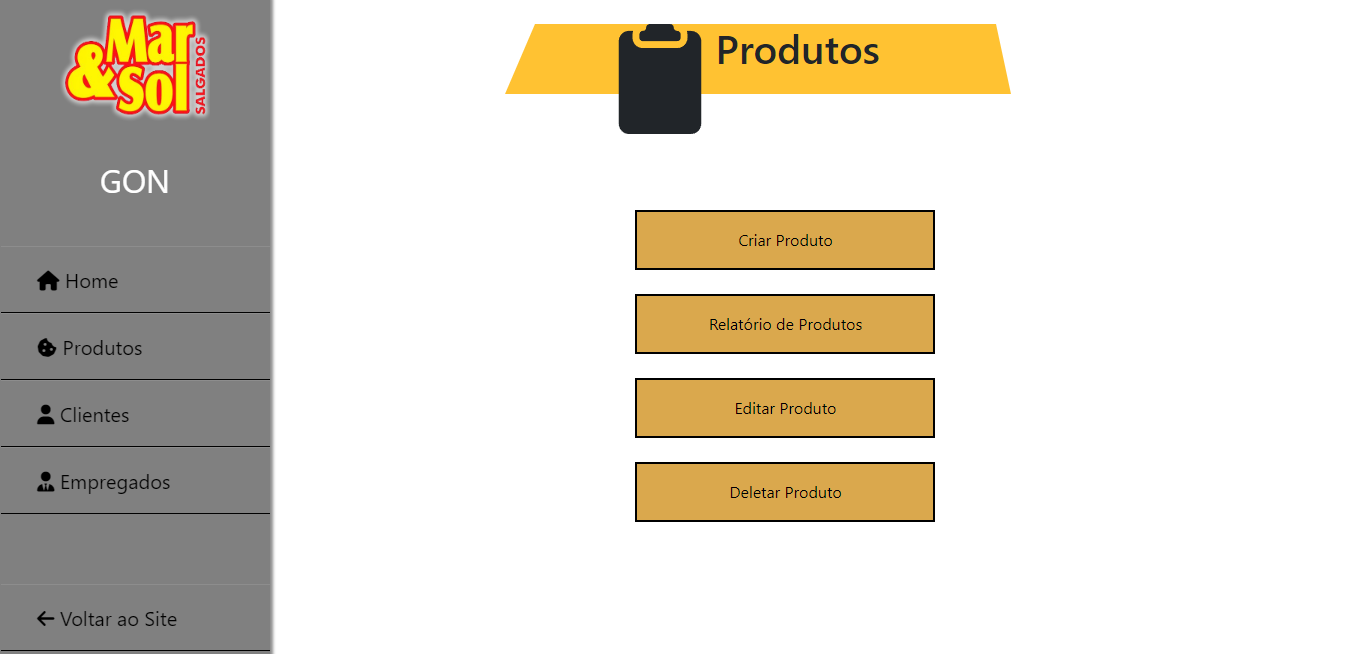 Mar
& Sol
SALGADOS
GON
Home
Produtos
Clientes
Empregados
Voltar ao Site
Produtos
Criar Produto
Relatório de Produtos
Editar Produto
Deletar Produto